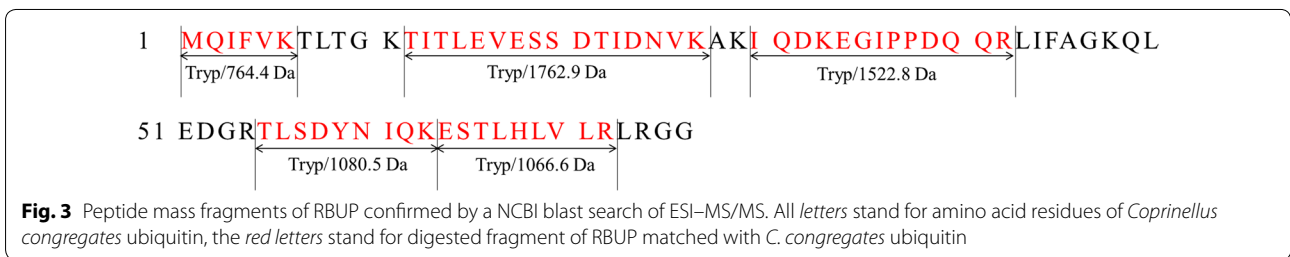 1 MQIFVKTLTG KTITLEVESS DTIDNVKAKI QDKEGIPPDQ QRLIFAGKQL
Tryp/764.4 Da Tryp/1762.9 Da Tryp/1522.8 Da
51 EDGRTLSDYN IQKESTLHLV LRLRGG
Tryp/1080.5 Da Tryp/1066.6 Da
Fig. 3 Peptide mass fragments of RBUP confirmed by a NCBI blast search of ESI–MS/MS. All letters stand for amino acid residues of Coprinellus
congregates ubiquitin, the red letters stand for digested fragment of RBUP matched with C. congregates ubiquitin